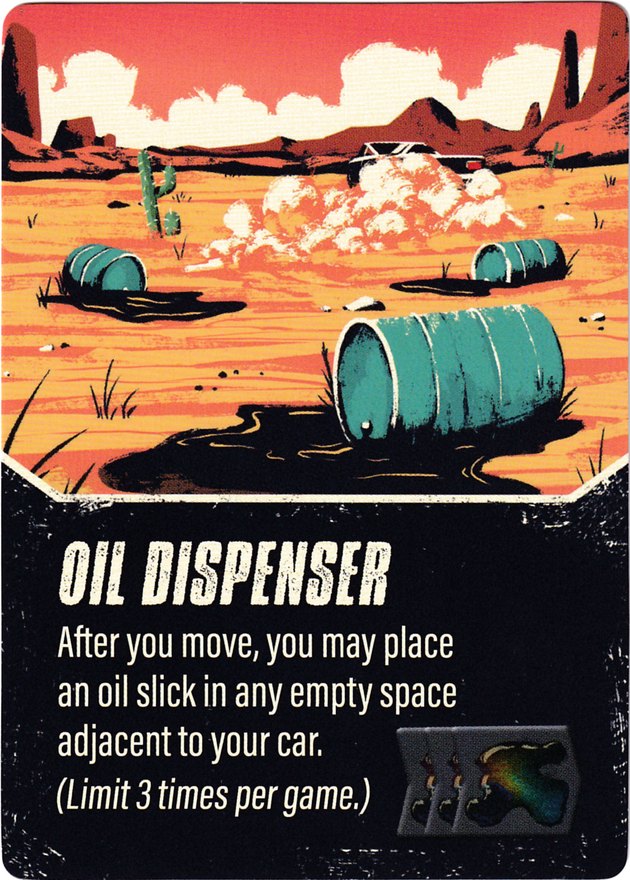 OIL DISPENSER
After you move, you may place
an oil slick in any empty space
adjacent to your car.
(Limit 3 times per game.)